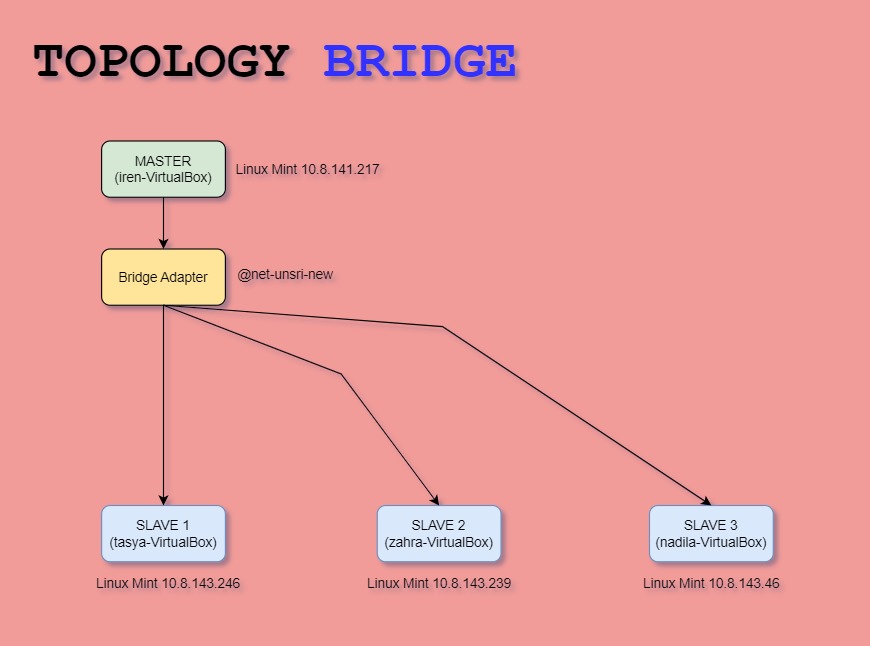 TOPOLOGY BRIDGE
MASTER
(iren-VirtualBox)
Linux Mint 10.8.141.217
Bridge Adapter
@net-unsri-new
SLAVE 1
(tasya-VirtualBox)
Linux Mint 10.8.143.246
SLAVE 2
(zahra-VirtualBox)
Linux Mint 10.8.143.239
SLAVE 3
(nadila-VirtualBox)
Linux Mint 10.8.143.46